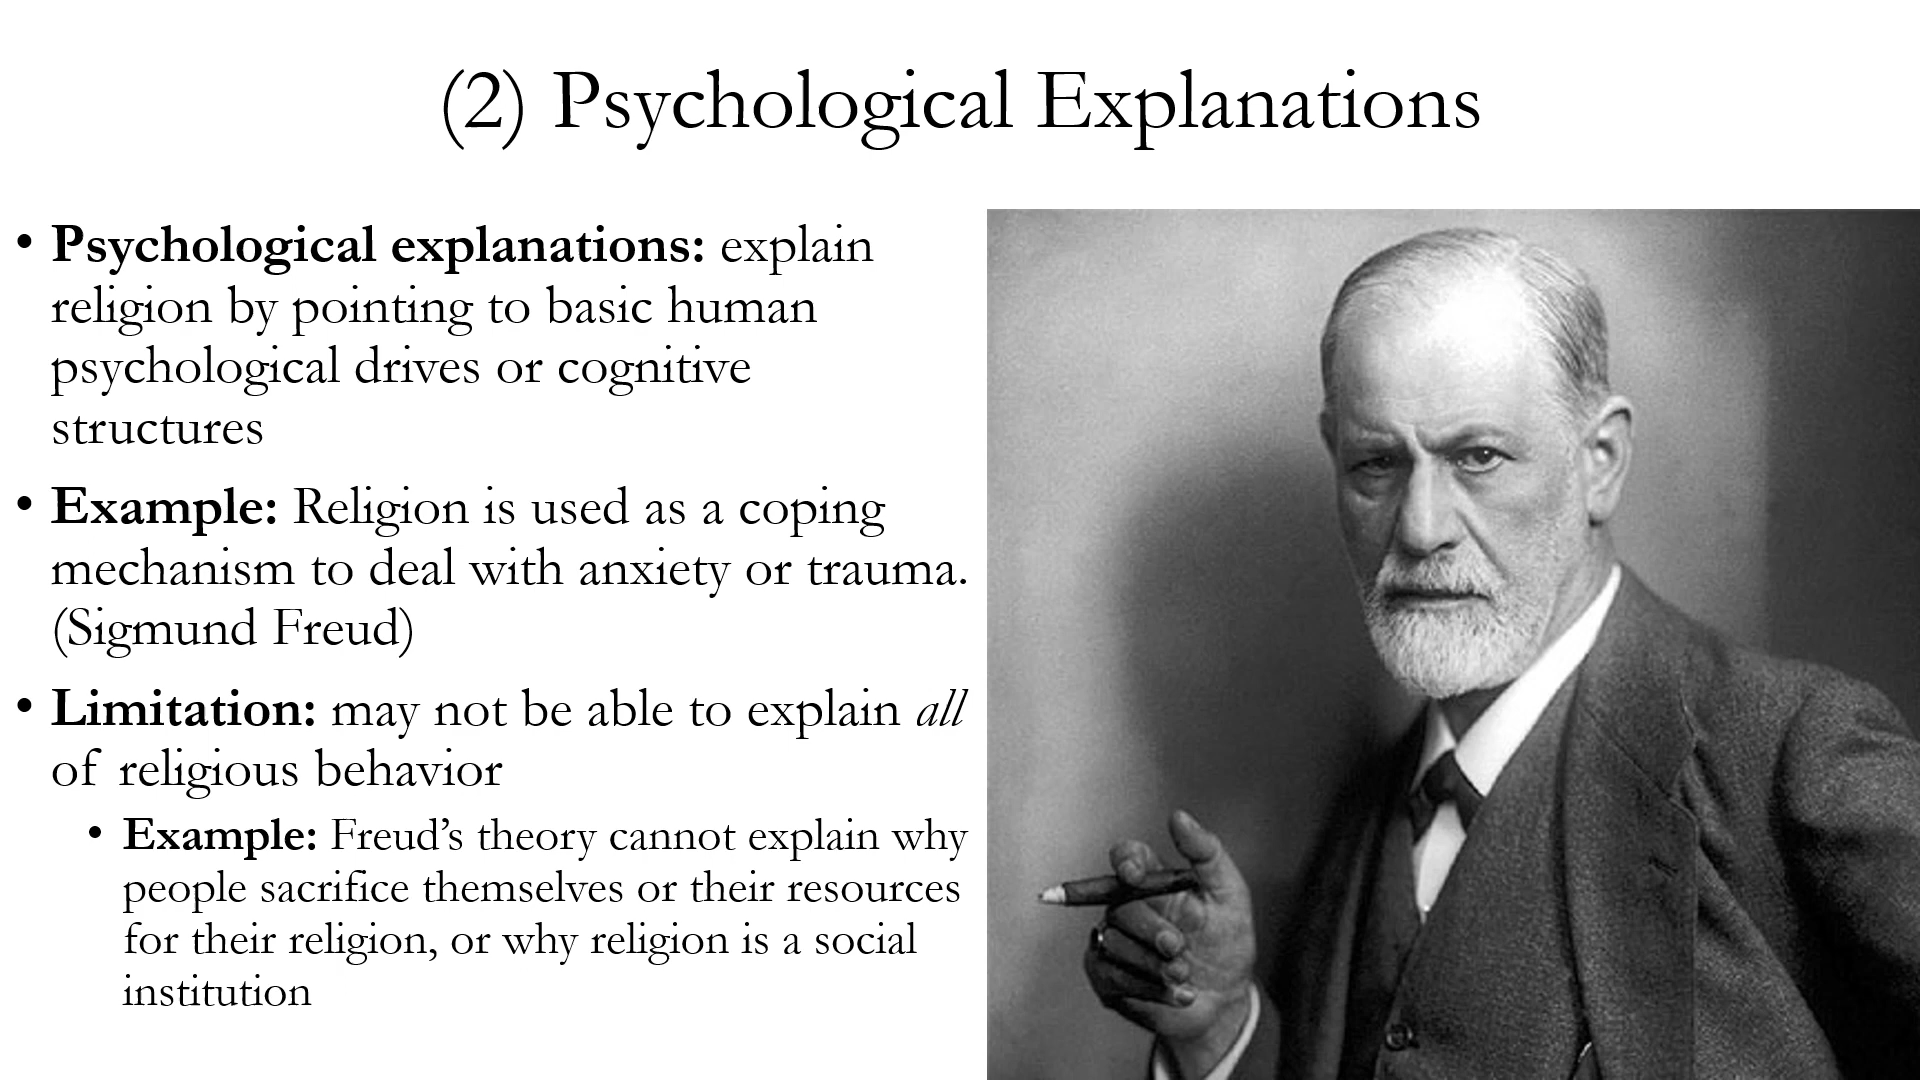 (2) Psychological Explanations
• Psychological explanations: explain
religion by pointing to basic human
psychological drives or cognitive
structures
• Example: Religion is used as a coping
mechanism to deal with anxiety or trauma.
(Sigmund Freud)
• Limitation: may not be able to explain all
of religious behavior
• Example: Freud’s theory cannot explain why
people sacrifice themselves or their resources
for their religion, or why religion is a social
institution